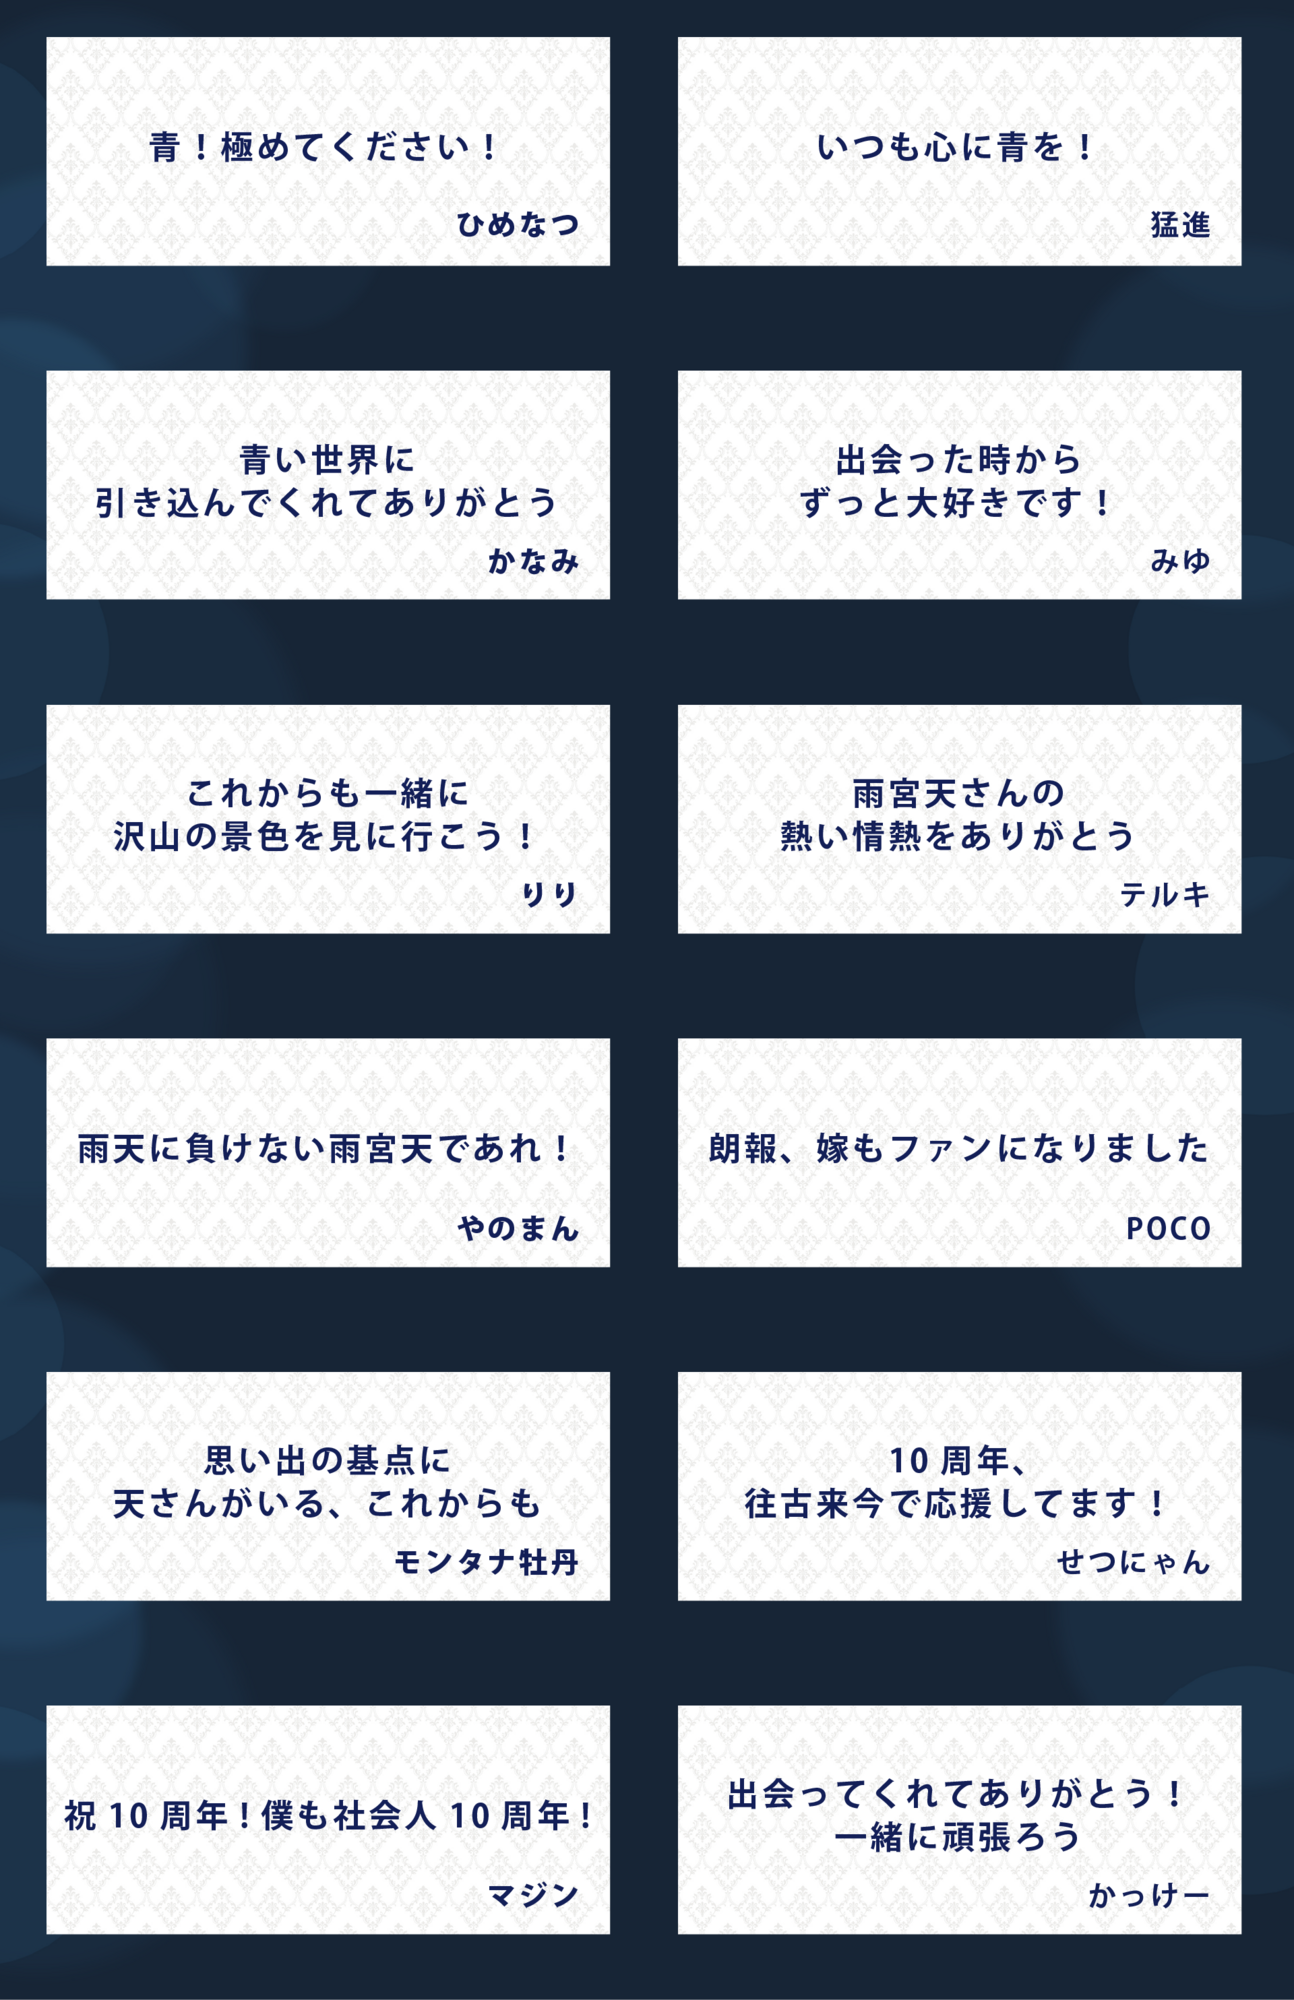 青！極めてください！
ひめなつ
いつも心に青を！
猛進
青い世界に
引き込んでくれてありがとう
かなみ
出会った時から
ずっと大好きです！
みゆ
これからも一緒に
沢山の景色を見に行こう！
りり
雨宮天さんの
熱い情熱をありがとう
テルキ
雨天に負けない雨宮天であれ！
やのまん
朗報、嫁もファンになりました
POCO
思い出の基点に
天さんがいる、これからも
モンタナ牡丹
10 周年、
往古来今で応援してます！
せつにゃん
祝 10 周年！僕も社会人 10 周年！
マジン
出会ってくれてありがとう！
一緒に頑張ろう
かっけー